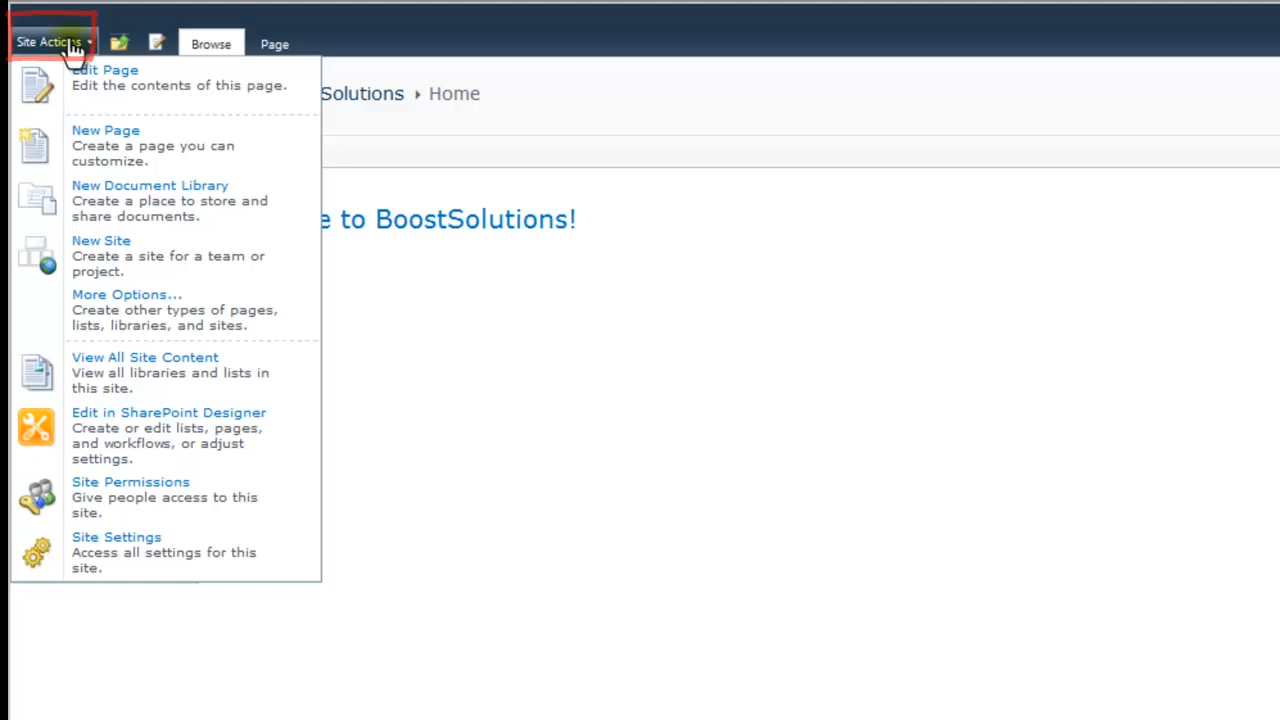 Site Actions
Browse
Page
Edit Page
Edit the contents of this page.
New Page
Create a page you can
customize.
New Document Library
Create a place to store and
share documents.
New Site
Create a site for a team or
project.
More Options...
Create other types of pages,
lists, libraries, and sites.
View All Site Content
View all libraries and lists in
this site.
Edit in SharePoint Designer
Create or edit lists, pages,
and workflows, or adjust
settings.
Site Permissions
Give people access to this
site.
Site Settings
Access all settings for this
site.
Solutions
Home
e to BoostSolutions!